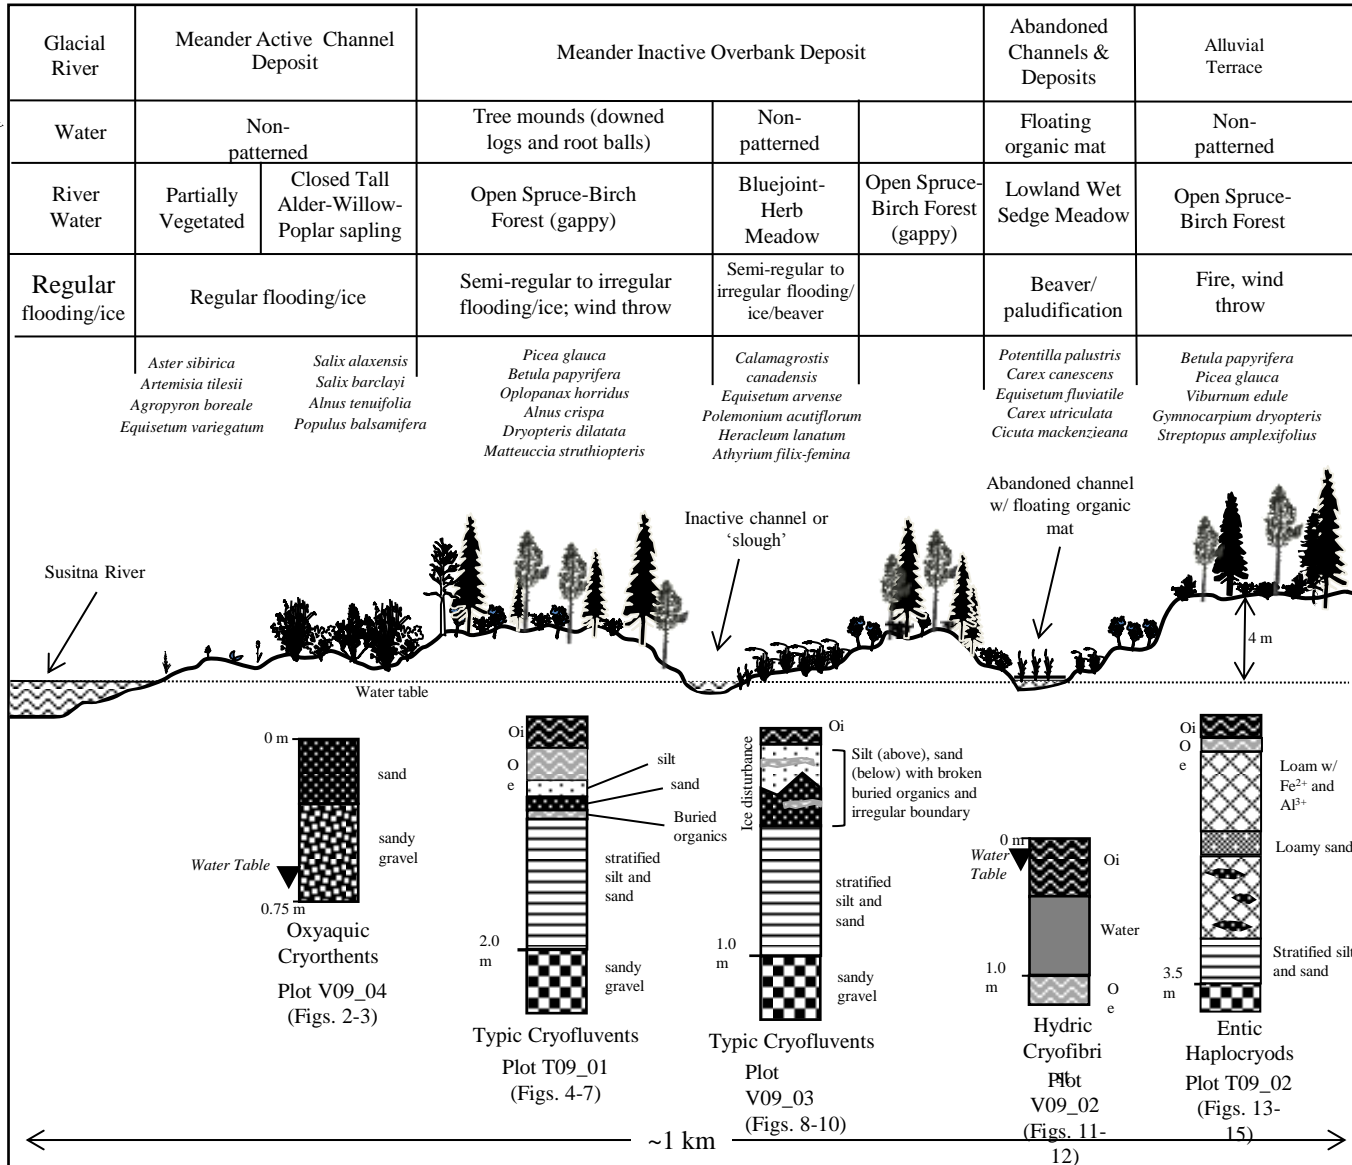 Glacial
River
Meander Active Channel
Deposit
Meander Inactive Overbank Deposit
Abandoned
Channels &
Deposits
Alluvial
Terrace
Water
Non-
patterned
Tree mounds (downed
logs and root balls)
Non-
patterned
Floating
organic mat
Non-
patterned
River
Water
Partially
Vegetated
Closed Tall
Alder-Willow-
Poplar sapling
Open Spruce-Birch
Forest (gappy)
Bluejoint-
Herb
Meadow
Open Spruce-
Birch Forest
(gappy)
Lowland Wet
Sedge Meadow
Open Spruce-
Birch Forest
Regular
flooding/ice
Regular flooding/ice
Semi-regular to irregular
flooding/ice; wind throw
Semi-regular to
irregular flooding/
ice/beaver
Beaver/
paludification
Fire, wind
throw
Aster sibirica
Artemisia tilesii
Agropyron boreale
Equisetum variegatum
Salix alaxensis
Salix barclayi
Alnus tenuifolia
Populus balsamifera
Picea glauca
Betula papyrifera
Oplopanax horridus
Alnus crispa
Dryopteris dilatata
Matteuccia struthiopteris
Calamagrostis
canadensis
Equisetum arvense
Polemonium acutiflorum
Heracleum lanatum
Athyrium filix-femina
Potentilla palustris
Carex canescens
Equisetum fluviatile
Carex utriculata
Cicuta mackenzieana
Betula papyrifera
Picea glauca
Viburnum edule
Gymnocarpium dryopteris
Streptopus amplexifolius
Susitna River
Inactive channel or
‘slough’
Abandoned channel
w/ floating organic
mat
4 m
Water table
0 m
sand
sandy
gravel
Water Table
0.75 m
Oxyaquic
Cryorthents
Plot V09_04
(Figs. 2-3)
Oi
O
e
silt
sand
Buried
organics
stratified
silt and
sand
2.0
m
sandy
gravel
Typic Cryofluvents
Plot T09_01
(Figs. 4-7)
Oi
Ice disturbance
Silt (above), sand
(below) with broken
buried organics and
irregular boundary
stratified
silt and
sand
1.0
m
sandy
gravel
Typic Cryofluvents
Plot
V09_03
(Figs. 8-10)
0 m
Water
Table
Oi
Water
1.0
m
O
e
Hydric
Cryofibri
st
Plot
V09_02
(Figs. 11-
12)
Oi
O
e
Loam w/
Fe2+ and
Al3+
Loamy sand
Stratified silt
and sand
3.5
m
Entic
Haplocryods
Plot T09_02
(Figs. 13-
15)
~1 km